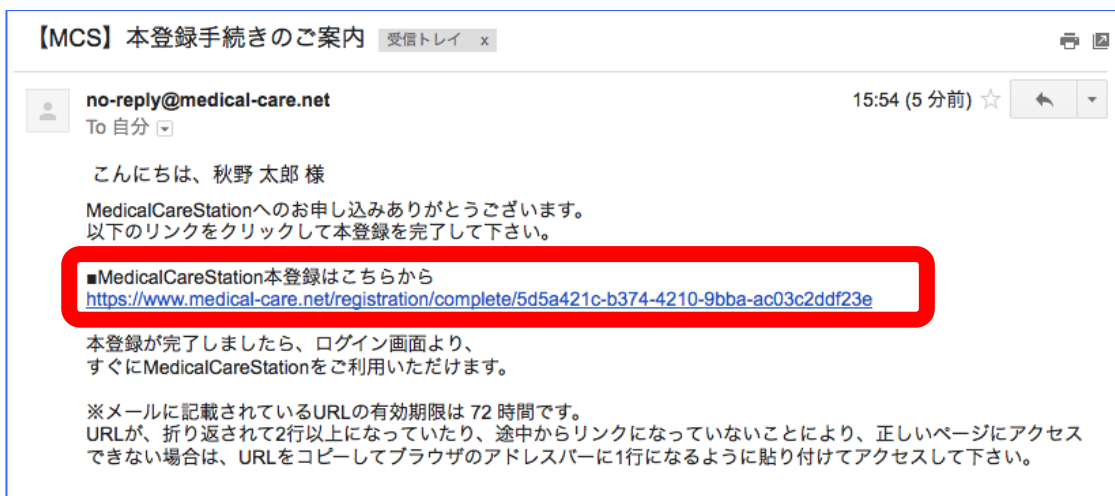 【MCS】本登録手続きのご案内 受信トレイ x
no-reply@medical-care.net 15:54 (5 分前)
To 自分
こんにちは、秋野 太郎 様
MedicalCareStationへのお申し込みありがとうございます。
以下のリンクをクリックして本登録を完了して下さい。
■MedicalCareStation本登録はこちらから
https://www.medical-care.net/registration/complete/5d5a421c-b374-4210-9bba-ac03c2ddf23e
本登録が完了しましたら、ログイン画面より、
すぐにMedicalCareStationをご利用いただけます。
※メールに記載されているURLの有効期限は 72 時間です。
URLが、折り返されて2行以上になっていたり、途中からリンクになっていないことにより、正しいページにアクセス
できない場合は、URLをコピーしてブラウザのアドレスバーに1行になるように貼り付けてアクセスして下さい。